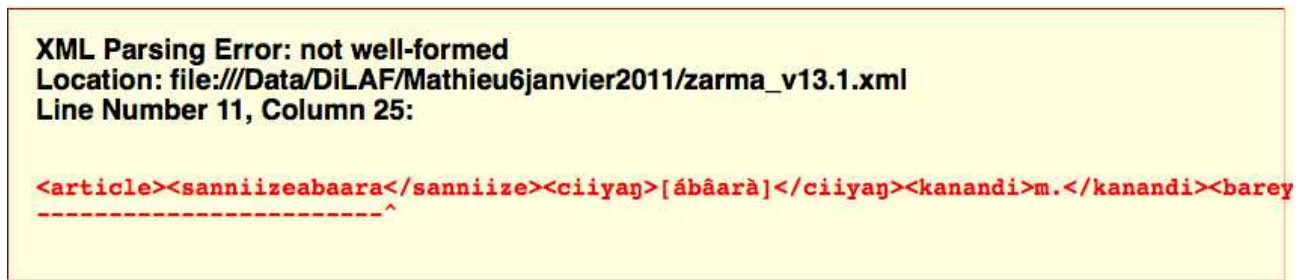 XML Parsing Error: not well-formed
Location: file:///Data/DiLAF/Mathieu6janvier2011/zarma_v13.1.xml
Line Number 11, Column 25:
<article><sanniizeabaara</sanniize><ciiyaŋ>[ábâarà]</ciiyaŋ><kanandi>m.</kanandi><barey
------------------------^